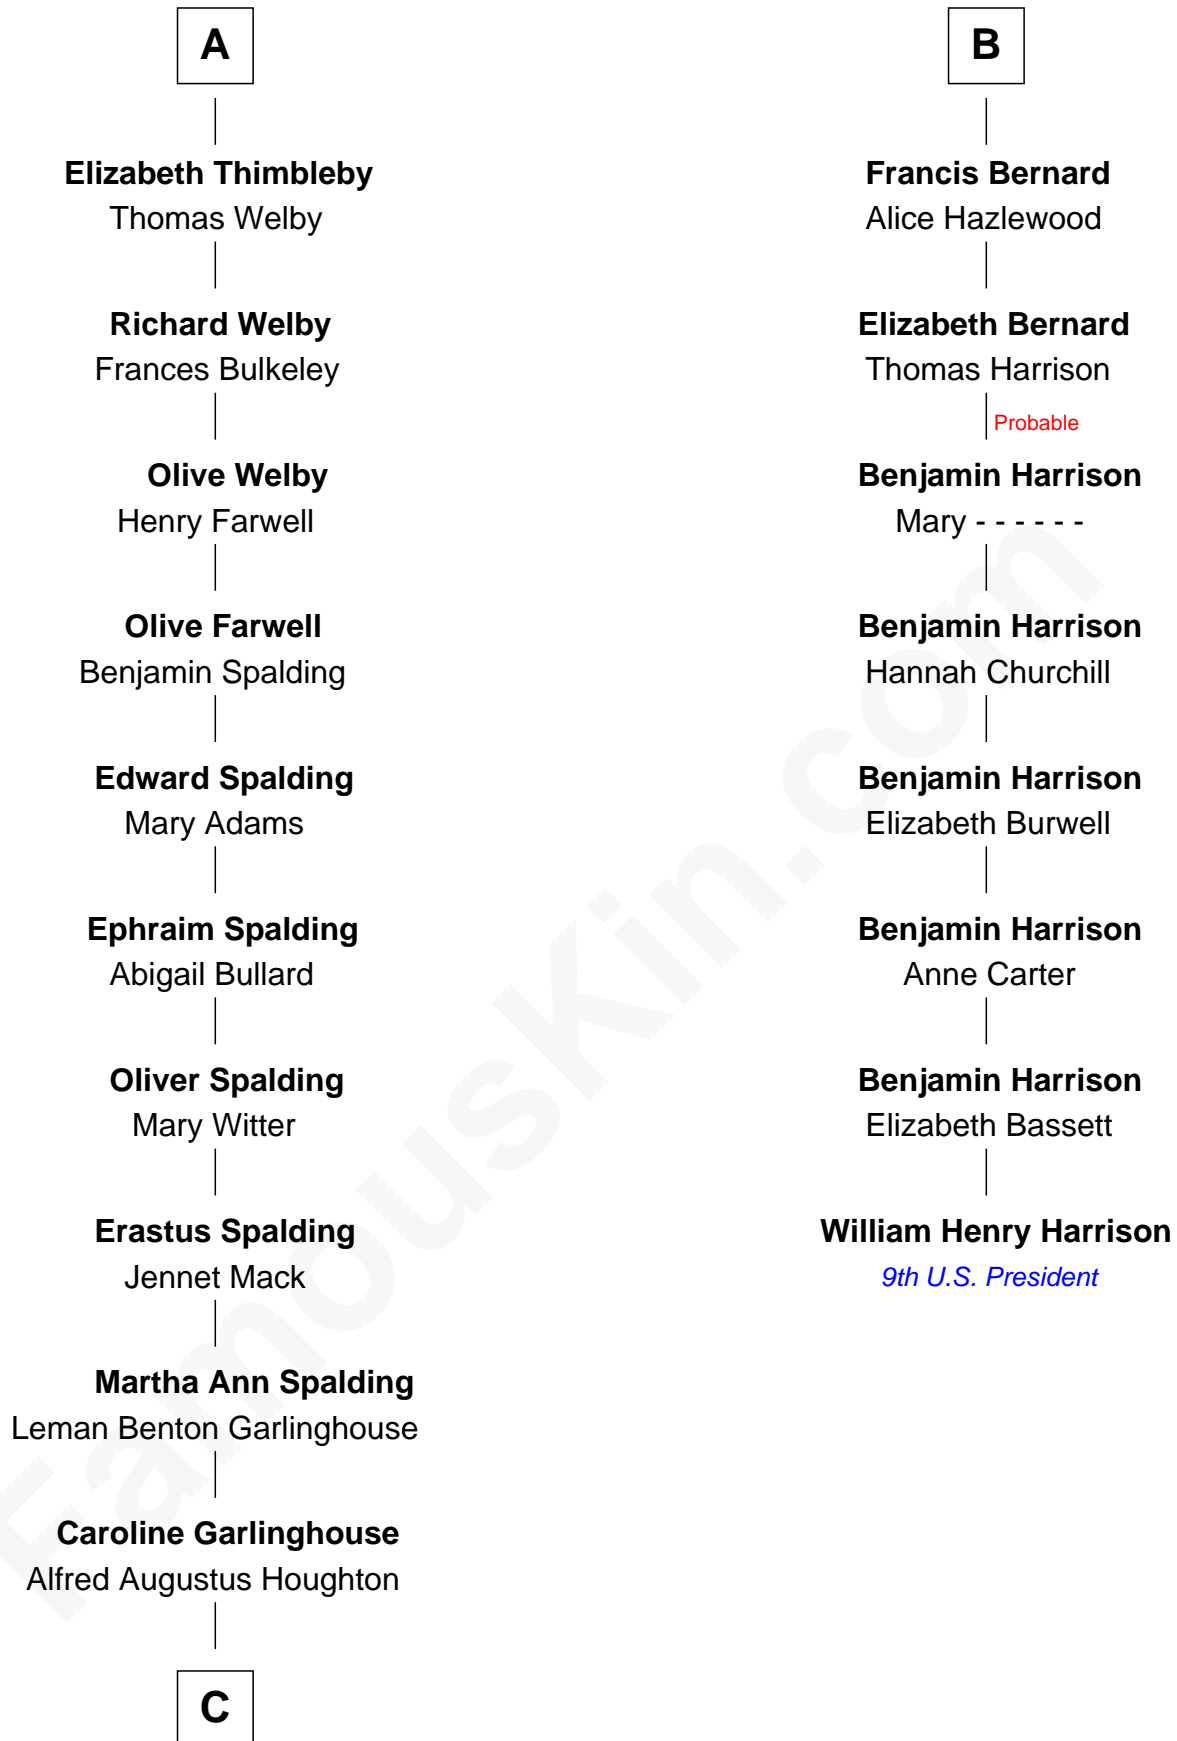 A
Elizabeth Thimbleby
Thomas Welby
Richard Welby
Frances Bulkeley
Olive Welby
Henry Farwell
Olive Farwell
Benjamin Spalding
Edward Spalding
Mary Adams
Ephraim Spalding
Abigail Bullard
Oliver Spalding
Mary Witter
Erastus Spalding
Jennet Mack
Martha Ann Spalding
Leman Benton Garlinghouse
Caroline Garlinghouse
Alfred Augustus Houghton
C
B
Francis Bernard
Alice Hazlewood
Elizabeth Bernard
Thomas Harrison
Probable
Benjamin Harrison
Mary - - - - - -
Benjamin Harrison
Hannah Churchill
Benjamin Harrison
Elizabeth Burwell
Benjamin Harrison
Anne Carter
Benjamin Harrison
Elizabeth Bassett
William Henry Harrison
9th U.S. President
FamousKin.com